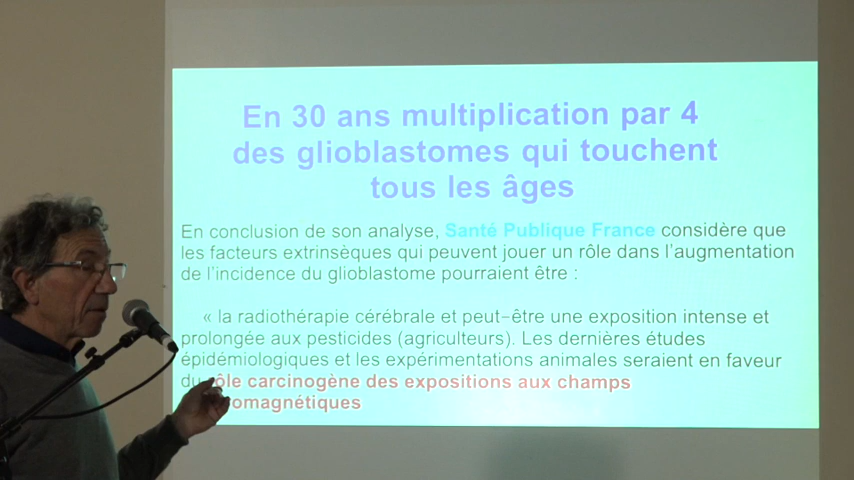 En 30 ans multiplication par 4
des glioblastomes qui touchent
tous les âges
En conclusion de son analyse, Santé Publique France considère que
les facteurs extrinsèques qui peuvent jouer un rôle dans l'augmentation
de l'incidence du glioblastome pourraient être :
« la radiothérapie cérébrale et peut-être une exposition intense et
prolongée aux pesticides (agriculteurs). Les dernières études
épidémiologiques et les expérimentations animales seraient en faveur
du rôle carcinogène des expositions aux champs